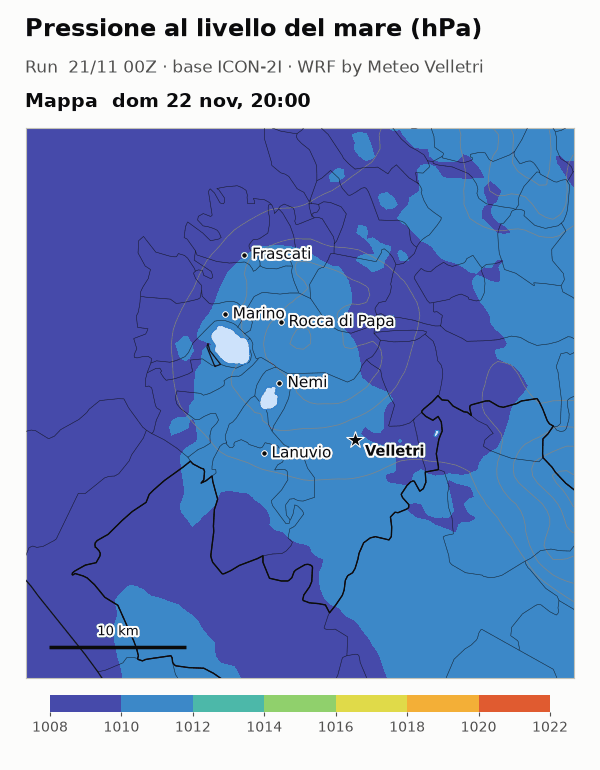 Pressione al livello del mare (hPa)
Run  21/11 00Z · base ICON-2I · WRF by Meteo Velletri
Mappa  dom 22 nov, 20:00
Frascati
Marino
Rocca di Papa
Nemi
Velletri
Lanuvio
10 km
1008 1010 1012 1014 1016 1018 1020 1022